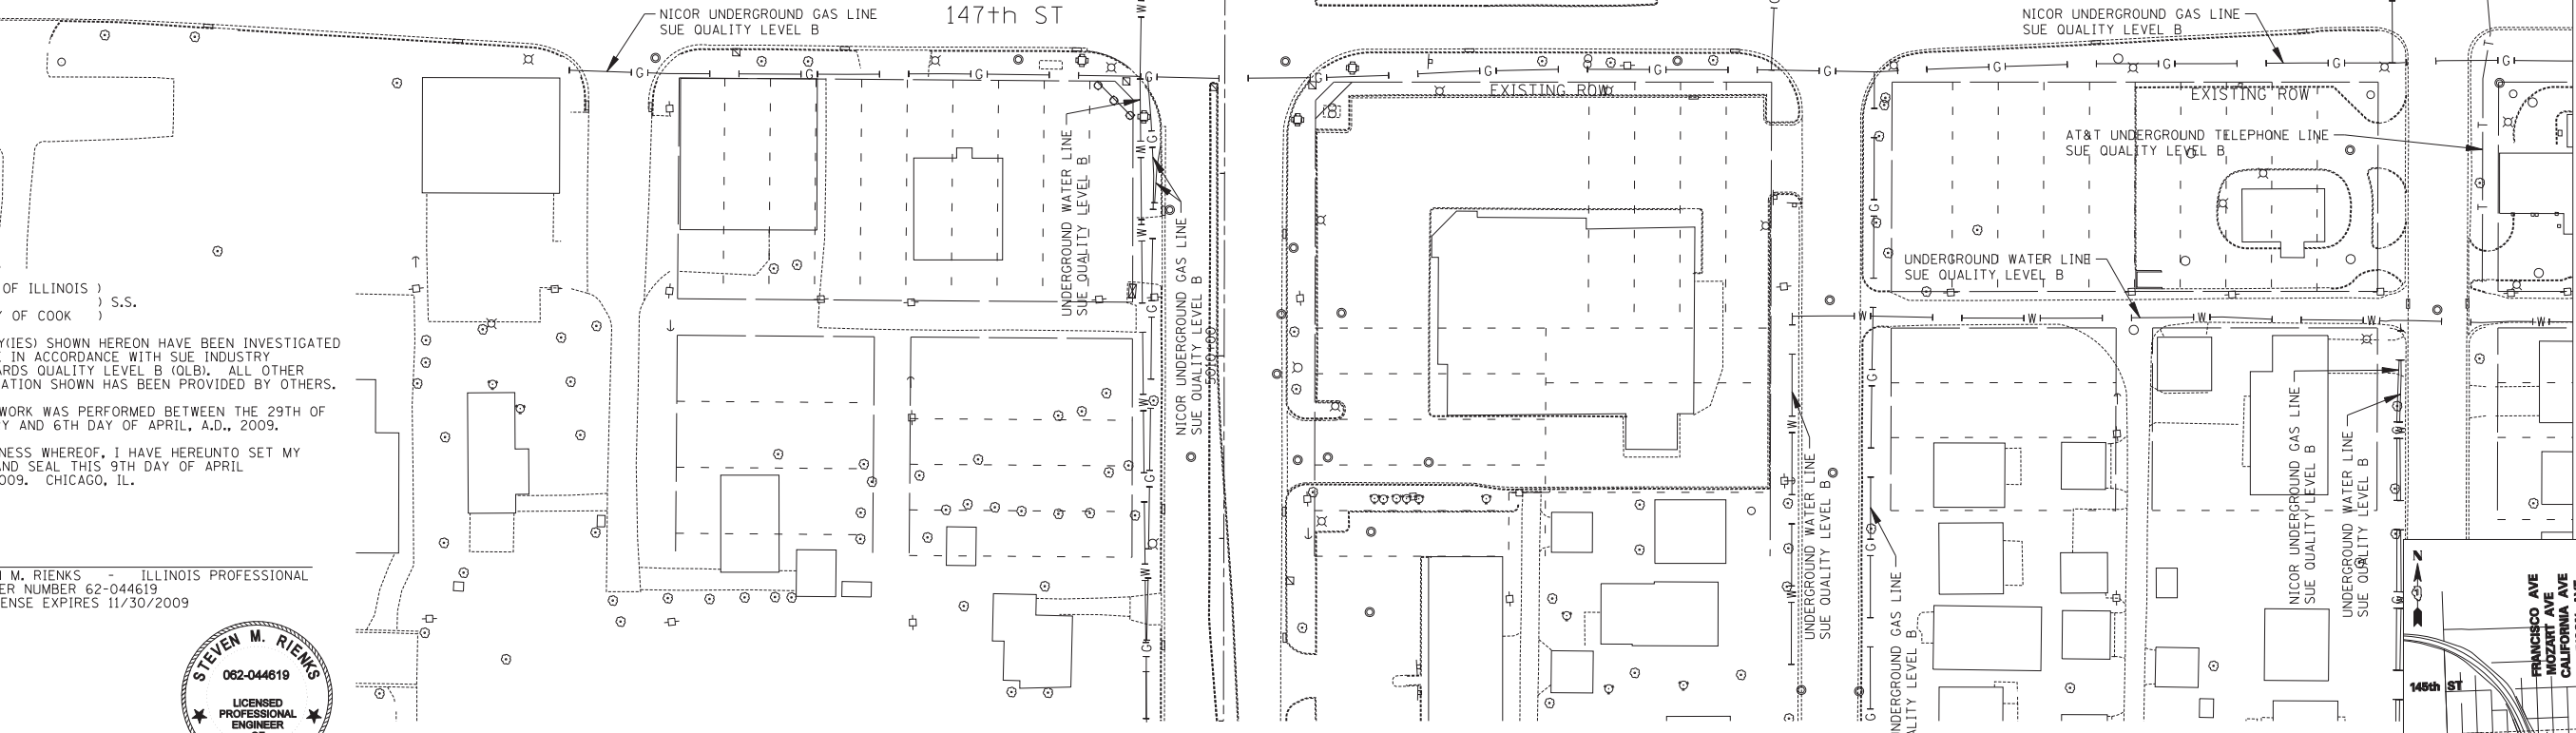 NICOR UNDERGROUND GAS LINE
SUE QUALITY LEVEL B
147th ST
NICOR UNDERGROUND GAS LINE
SUE QUALITY LEVEL B
EXISTING ROW
EXISTING ROW
AT&T UNDERGROUND TELEPHONE LINE
SUE QUALITY LEVEL B
UNDERGROUND WATER LINE
SUE QUALITY LEVEL B
NICOR UNDERGROUND GAS LINE
SUE QUALITY LEVEL B
5010+00
UNDERGROUND WATER LINE
SUE QUALITY LEVEL B
OF ILLINOIS )
) S.S.
Y OF COOK )
Y(IES) SHOWN HEREON HAVE BEEN INVESTIGATED
E IN ACCORDANCE WITH SUE INDUSTRY
ARDS QUALITY LEVEL B (QLB). ALL OTHER
ATION SHOWN HAS BEEN PROVIDED BY OTHERS.
WORK WAS PERFORMED BETWEEN THE 29TH OF
Y AND 6TH DAY OF APRIL, A.D., 2009.
NESS WHEREOF, I HAVE HEREUNTO SET MY
AND SEAL THIS 9TH DAY OF APRIL
009. CHICAGO, IL.
M. RIENKS - ILLINOIS PROFESSIONAL
ER NUMBER 62-044619
ENSE EXPIRES 11/30/2009
STEVEN M. RIENKS
062-044619
LICENSED
PROFESSIONAL
ENGINEER
UNDERGROUND WATER LINE
SUE QUALITY LEVEL B
NDERGROUND GAS LINE
ALITY LEVEL B
NICOR UNDERGROUND GAS LINE
SUE QUALITY LEVEL B
UNDERGROUND WATER LINE
SUE QUALITY LEVEL B
N
FRANCISCO AVE
MOZART AVE
CALIFORNIA AVE
145th ST